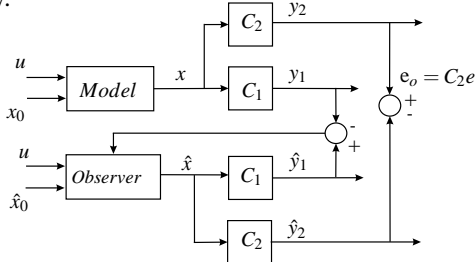 y.
C₂
y₂
u
Model
x
C₁
y₁
eₒ = C₂e
x₀
+
-
-
+
u
Observer
x̂
C₁
ŷ₁
x̂₀
C₂
ŷ₂